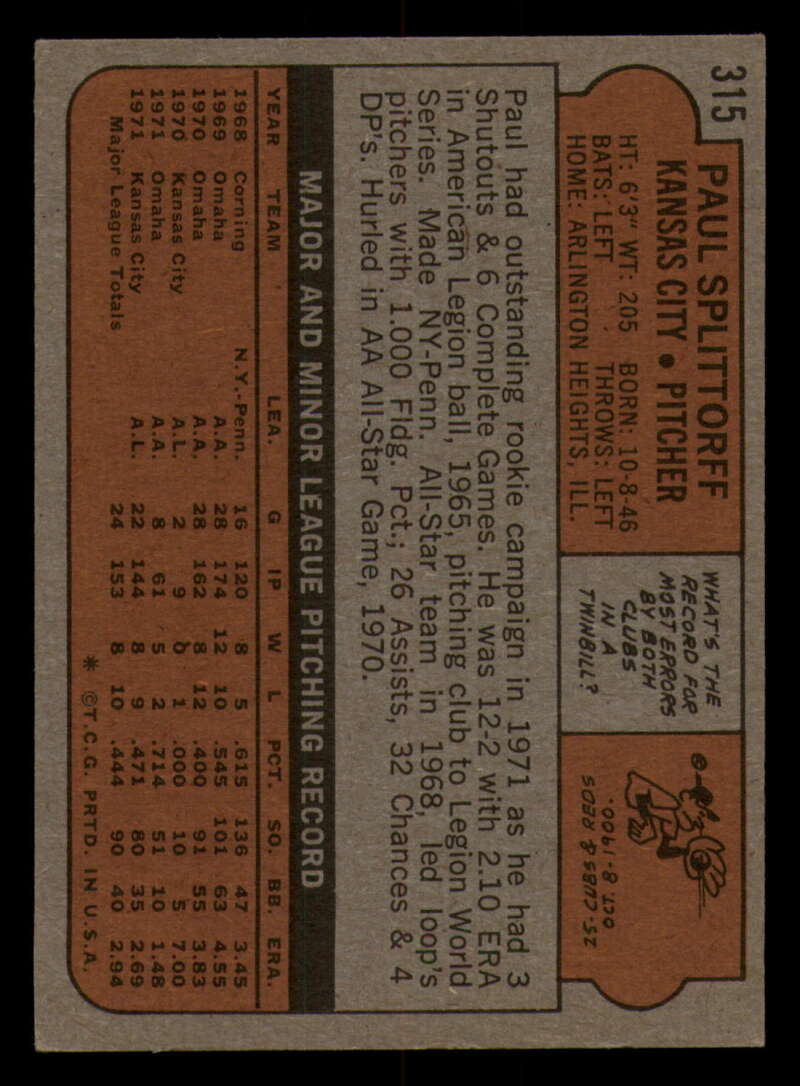 315
PAUL SPLITTORFF
KANSAS CITY • PITCHER
HT: 6'3" WT: 205 BORN: 10-8-46
BATS: LEFT THROWS: LEFT
HOME: ARLINGTON HEIGHTS, ILL.
WHAT'S THE
RECORD FOR
MOST ERRORS
BY BOTH
CLUBS
IN A
TWINBILL?
25-CUBS & REDS
OCT. 8-1900.
Paul had outstanding rookie campaign in 1971 as he had 3
Shutouts & 6 Complete Games. He was 12-2 with 2.10 ERA
in American Legion ball, 1965, pitching club to Legion World
Series. Made NY-Penn. All-Star team in 1968, led loop's
pitchers with 1.000 Fldg. Pct.; 26 Assists, 32 Chances & 4
DP's. Hurled in AA All-Star Game, 1970.
MAJOR AND MINOR LEAGUE PITCHING RECORD
YEAR TEAM LEA. G IP W L PCT. SO. BB. ERA.
1968 Corning N.Y.-Penn. 16 120 8 5 .615 136 47 3.45
1969 Omaha A.A. 28 174 12 10 .545 101 63 4.55
1970 Omaha A.A. 28 162 8 12 .400 91 55 3.83
1970 Kansas City A.L. 2 9 0 1 .000 10 5 7.00
1971 Omaha A.A. 8 61 5 2 .714 51 10 1.48
1971 Kansas City A.L. 22 144 8 9 .471 80 35 2.69
Major League Totals 24 153 8 10 .444 90 40 2.94
* ©T.C.G. PRTD. IN U.S.A.